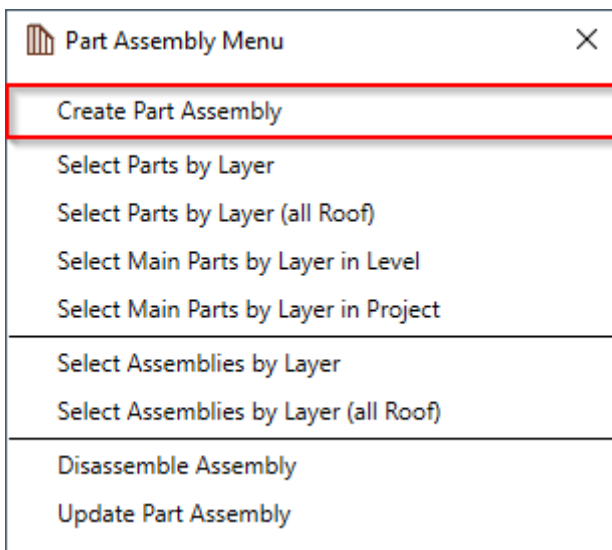 Part Assembly Menu
Create Part Assembly
Select Parts by Layer
Select Parts by Layer (all Roof)
Select Main Parts by Layer in Level
Select Main Parts by Layer in Project
Select Assemblies by Layer
Select Assemblies by Layer (all Roof)
Disassemble Assembly
Update Part Assembly